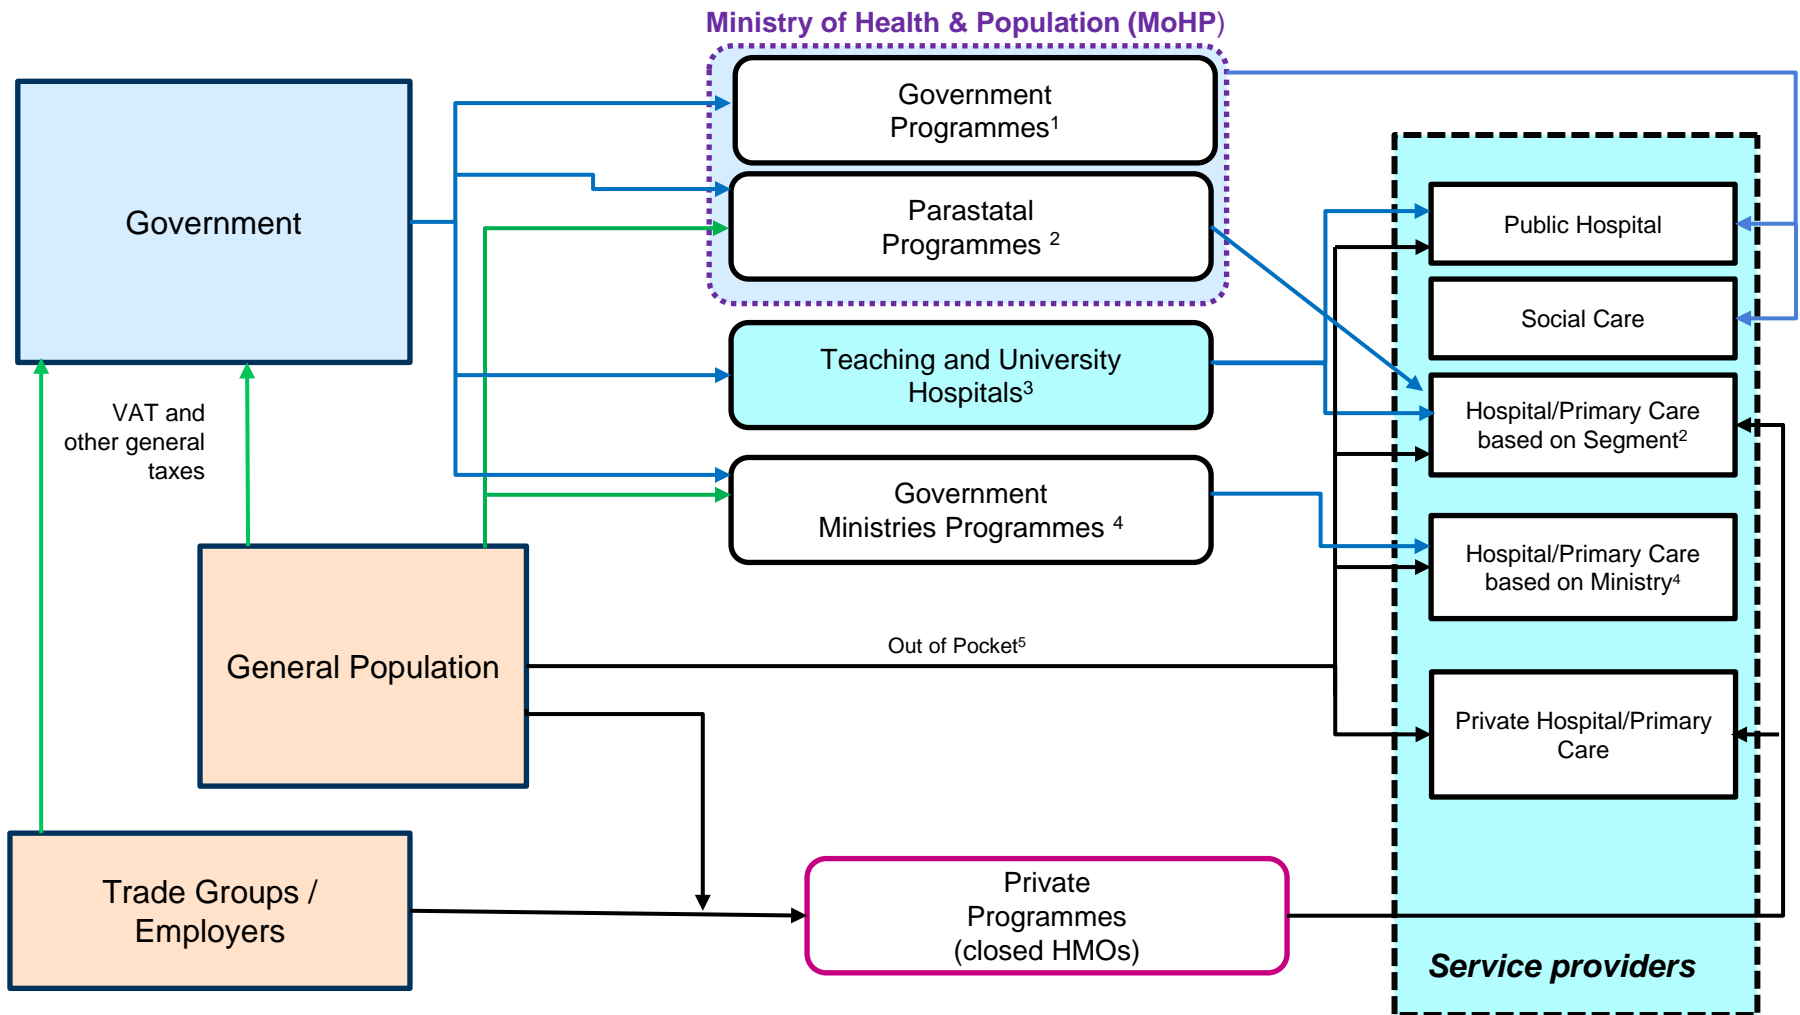 Ministry of Health & Population (MoHP)
Government
Government
Programmes1
Parastatal
Programmes 2
Teaching and University
Hospitals3
Government
Ministries Programmes 4
VAT and
other general
taxes
General Population
Out of Pocket5
Trade Groups /
Employers
Private
Programmes
(closed HMOs)
Public Hospital
Social Care
Hospital/Primary Care
based on Segment2
Hospital/Primary Care
based on Ministry4
Private Hospital/Primary
Care
Service providers